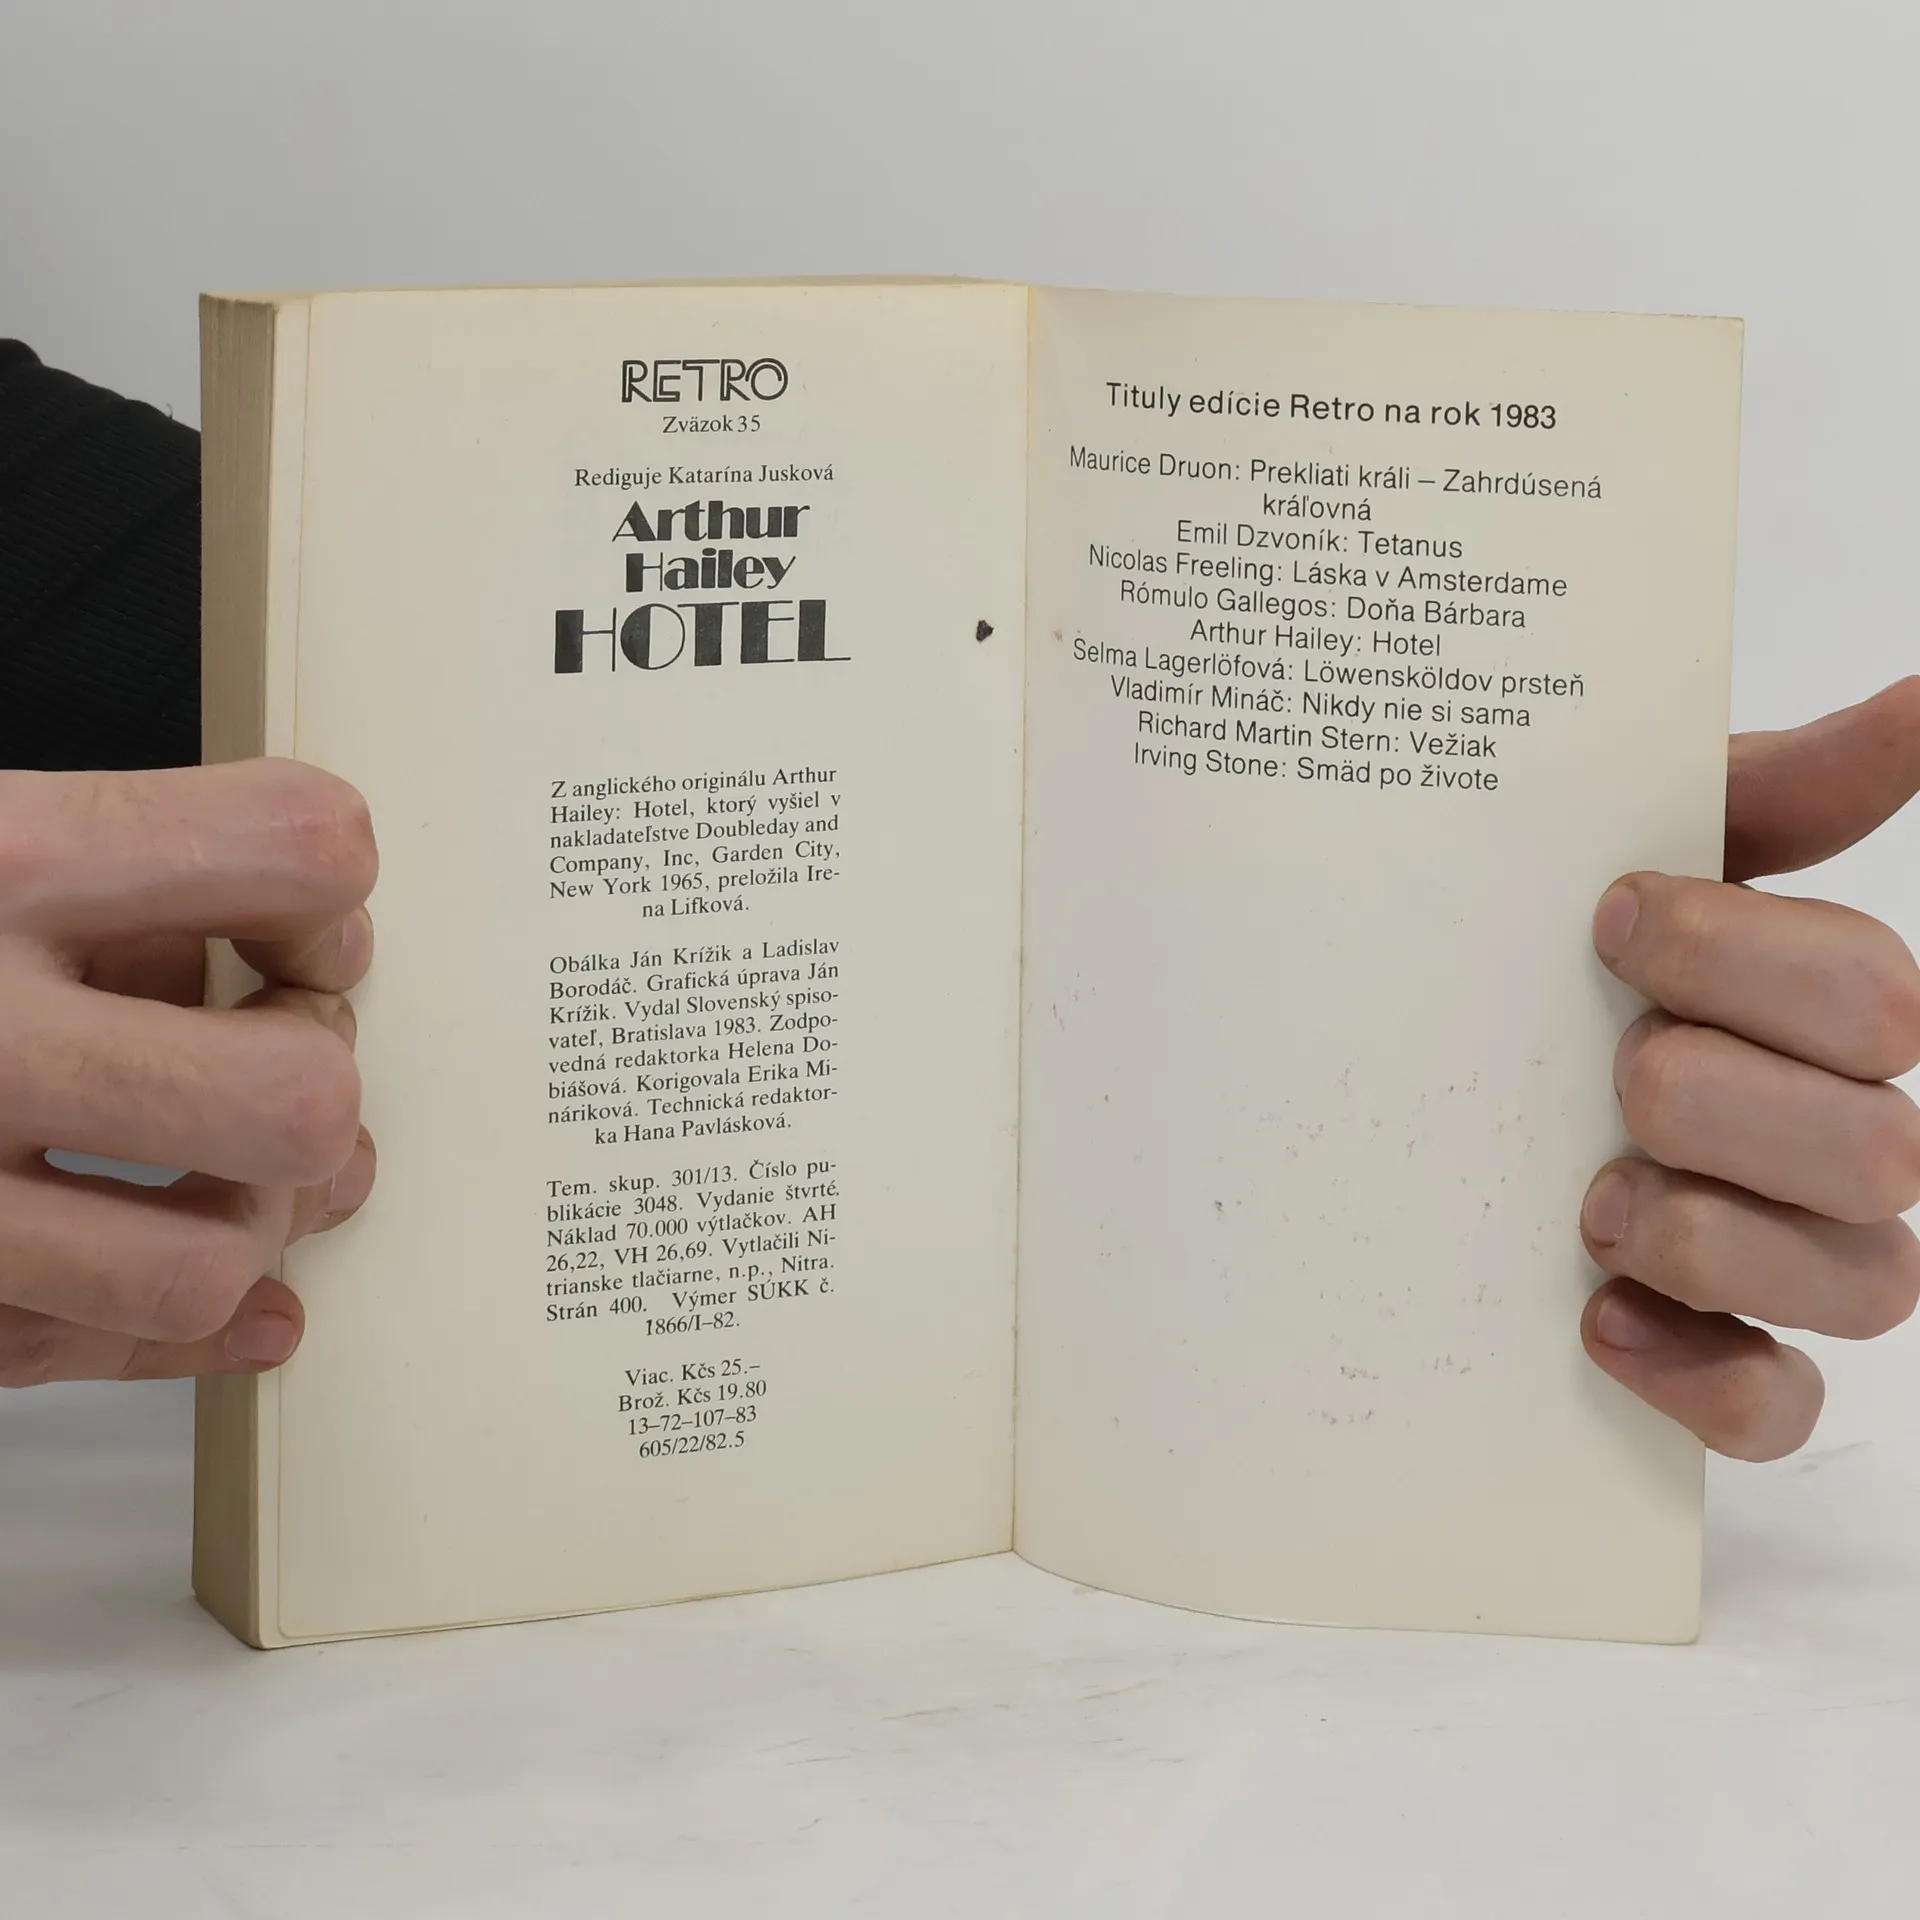 RETRO
Zväzok 35
Rediguje Katarína Jusková
Arthur
Hailey
HOTEL
Z anglického originálu Arthur
Hailey: Hotel, ktorý vyšiel v
nakladateľstve Doubleday and
Company, Inc, Garden City,
New York 1965, preložila Ire-
na Lifková.
Obálka Ján Krížik a Ladislav
Borodáč. Grafická úprava Ján
Krížik. Vydal Slovenský spiso-
vateľ, Bratislava 1983. Zodpo-
vedná redaktorka Helena Do-
biášová. Korigovala Erika Mi-
náriková. Technická redaktor-
ka Hana Pavlásková.
Tem. skup. 301/13. Číslo pu-
blikácie 3048. Vydanie štvrté.
Náklad 70.000 výtlačkov. AH
26,22, VH 26,69. Vytlačili Ni-
trianske tlačiarne, n.p., Nitra.
Strán 400. Výmer SÚKK č.
1866/I–82.
Viac. Kčs 25.–
Brož. Kčs 19.80
13–72–107–83
605/22/82.5
Tituly edície Retro na rok 1983
Maurice Druon: Prekliati králi – Zahrdúsená
kráľovná
Emil Dzvoník: Tetanus
Nicolas Freeling: Láska v Amsterdame
Rómulo Gallegos: Doňa Bárbara
Arthur Hailey: Hotel
Selma Lagerlöfová: Löwensköldov prsteň
Vladimír Mináč: Nikdy nie si sama
Richard Martin Stern: Vežiak
Irving Stone: Smäd po živote